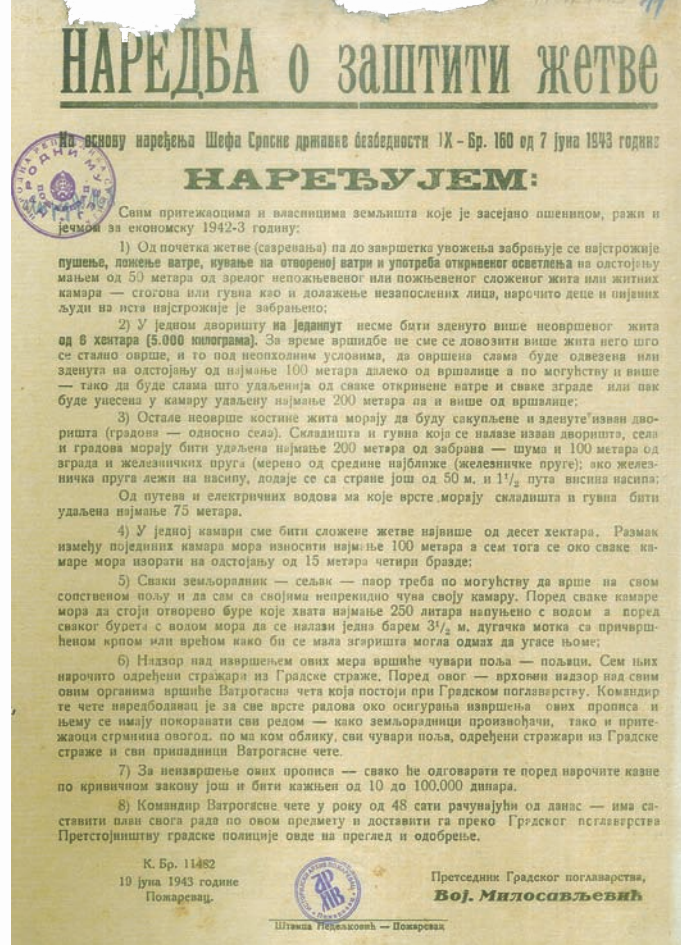 НАРЕДБА о заштити жетве
На основу наређења Шефа Српске државне безбедности IX – Бр. 160 од 7 јуна 1943 године
НАРЕЂУЈЕМ:
Свим притежаоцима и власницима земљишта које је засејано пшеницом, ражи и
јечмом за економску 1942-3 годину:
1) Од почетка жетве (сазревања) па до завршетка увожења забрањује се најстрожије
пушење, ложење ватре, кување на отвореној ватри и употреба откривеног осветлења на одстојању
мањем од 50 метара од зрелог непожњевеног или пожњевеног сложеног жита или житних
камара — стогова или гувна као и долажење незапослених лица, нарочито деце и пијаних
људи на иста најстрожије је забрањено;
2) У једном дворишту на једанпут несме бити зденуто више неовршеног жита
од 6 хектара (5.000 килограма). За време вршидбе не сме се довозити више жита него што
се стално оврше, и то под неопходним условима, да овршена слама буде одвезена или
зденута на одстојању од најмање 100 метара далеко од вршалице а по могућству и више
— тако да буде слама што удаљенија од сваке откривене ватре и сваке зграде или пак
буде унесена у камару удаљену најмање 200 метара па и више од вршалице;
3) Остале неоврше костине жита морају да буду сакупљене и зденуте изван дво-
ришта (градова — односно села). Складишта и гувна која се налазе изван дворишта, села
и градова морају бити удаљена најмање 200 метара од забрана — шума и 100 метара од
зграда и железничких пруга (мерено од средине најближе (железничке пруге); ако желез-
ничка пруга лежи на насипу, додаје се са стране још од 50 м. и 1¹/₂ пута висина насипа;
Од путева и електричних водова ма које врсте морају складишта и гувна бити
удаљена најмање 75 метара.
4) У једној камари сме бити сложене жетве највише од десет хектара. Размак
између појединих камара мора износити најмање 100 метара а сем тога се око сваке ка-
маре мора изорати на одстојању од 15 метара четири бразде;
5) Сваки земљорадник — сељак — паор треба по могућству да врше на свом
сопственом пољу и да сам са својима непрекидно чува своју камару. Поред сваке камаре
мора да стоји отворено буре које хвата најмање 250 литара напуњено с водом а поред
сваког бурета с водом мора да се налази једна барем 3¹/₂ м. дугачка мотка са причврш-
ћеном крпом или врећом како би се мала згаришта могла одмах да угасе њоме;
6) Надзор над извршењем ових мера вршиће чувари поља — пољаци. Сем њих
нарочито одређени стражари из Градске страже. Поред овог — врховни надзор над свим
овим органима вршиће Ватрогасна чета која постоји при Градском поглаварству. Командир
те чете наредбодавац је за све врсте радова око осигурања извршења ових прописа и
њему се имају покоравати сви редом — како земљорадници произвођачи, тако и прите-
жаоци стрмнина овогод. по ма ком облику, сви чувари поља, одређени стражари из Градске
страже и сви припадници Ватрогасне чете.
7) За неизвршење ових прописа — свако ће одговарати те поред нарочите казне
по кривичном закону још и бити кажњен од 10 до 100.000 динара.
8) Командир Ватрогасне чете у року од 48 сати рачунајући од данас — има са-
ставити план свога рада по овом предмету и доставити га преко Градског поглаварства
Претстојништву градске полиције овде на преглед и одобрење.
К. Бр. 11482
10 јуна 1943 године
Пожаревац.
Претседник Градског поглаварства,
Вој. Милосављевић
Штампа Недељковић — Пожаревац